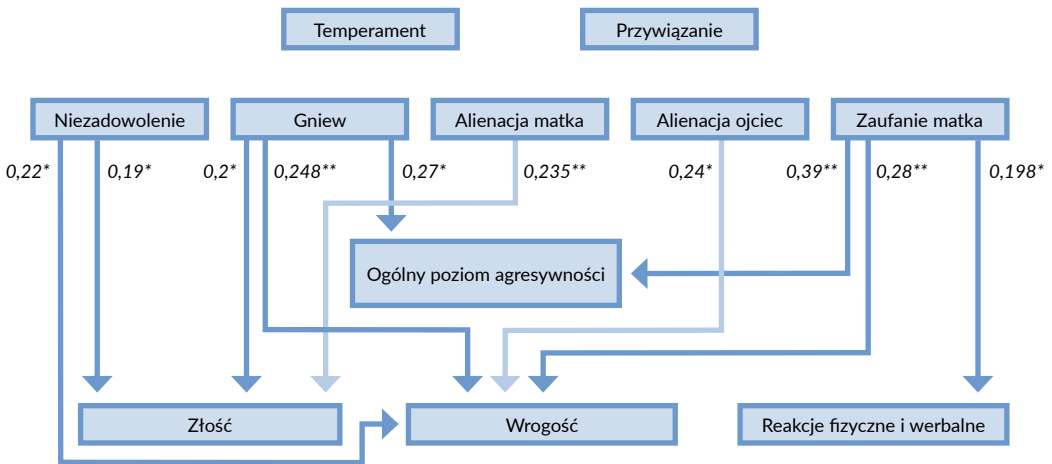 Temperament
Przywiązanie
Niezadowolenie
Gniew
Alienacja matka
Alienacja ojciec
Zaufanie matka
0,22*
0,19*
0,2*
0,248**
0,27*
0,235**
0,24*
0,39**
0,28**
0,198*
Ogólny poziom agresywności
Złość
Wrogość
Reakcje fizyczne i werbalne